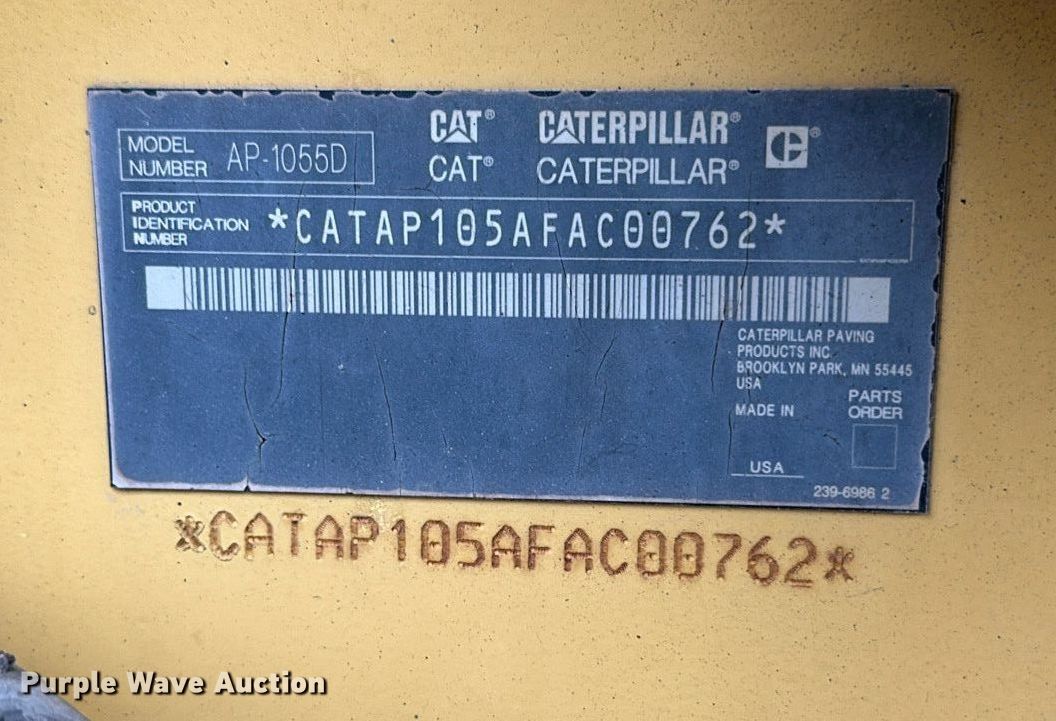 CAT® CATERPILLAR® ®
CAT® CATERPILLAR®
MODEL
NUMBER AP-1055D
PRODUCT
IDENTIFICATION
NUMBER *CATAP105AFAC00762*
CATERPILLAR PAVING
PRODUCTS INC
BROOKLYN PARK, MN 55445
USA
MADE IN
USA
PARTS
ORDER
239-6986 2
*CATAP105AFAC00762*
Purple Wave Auction